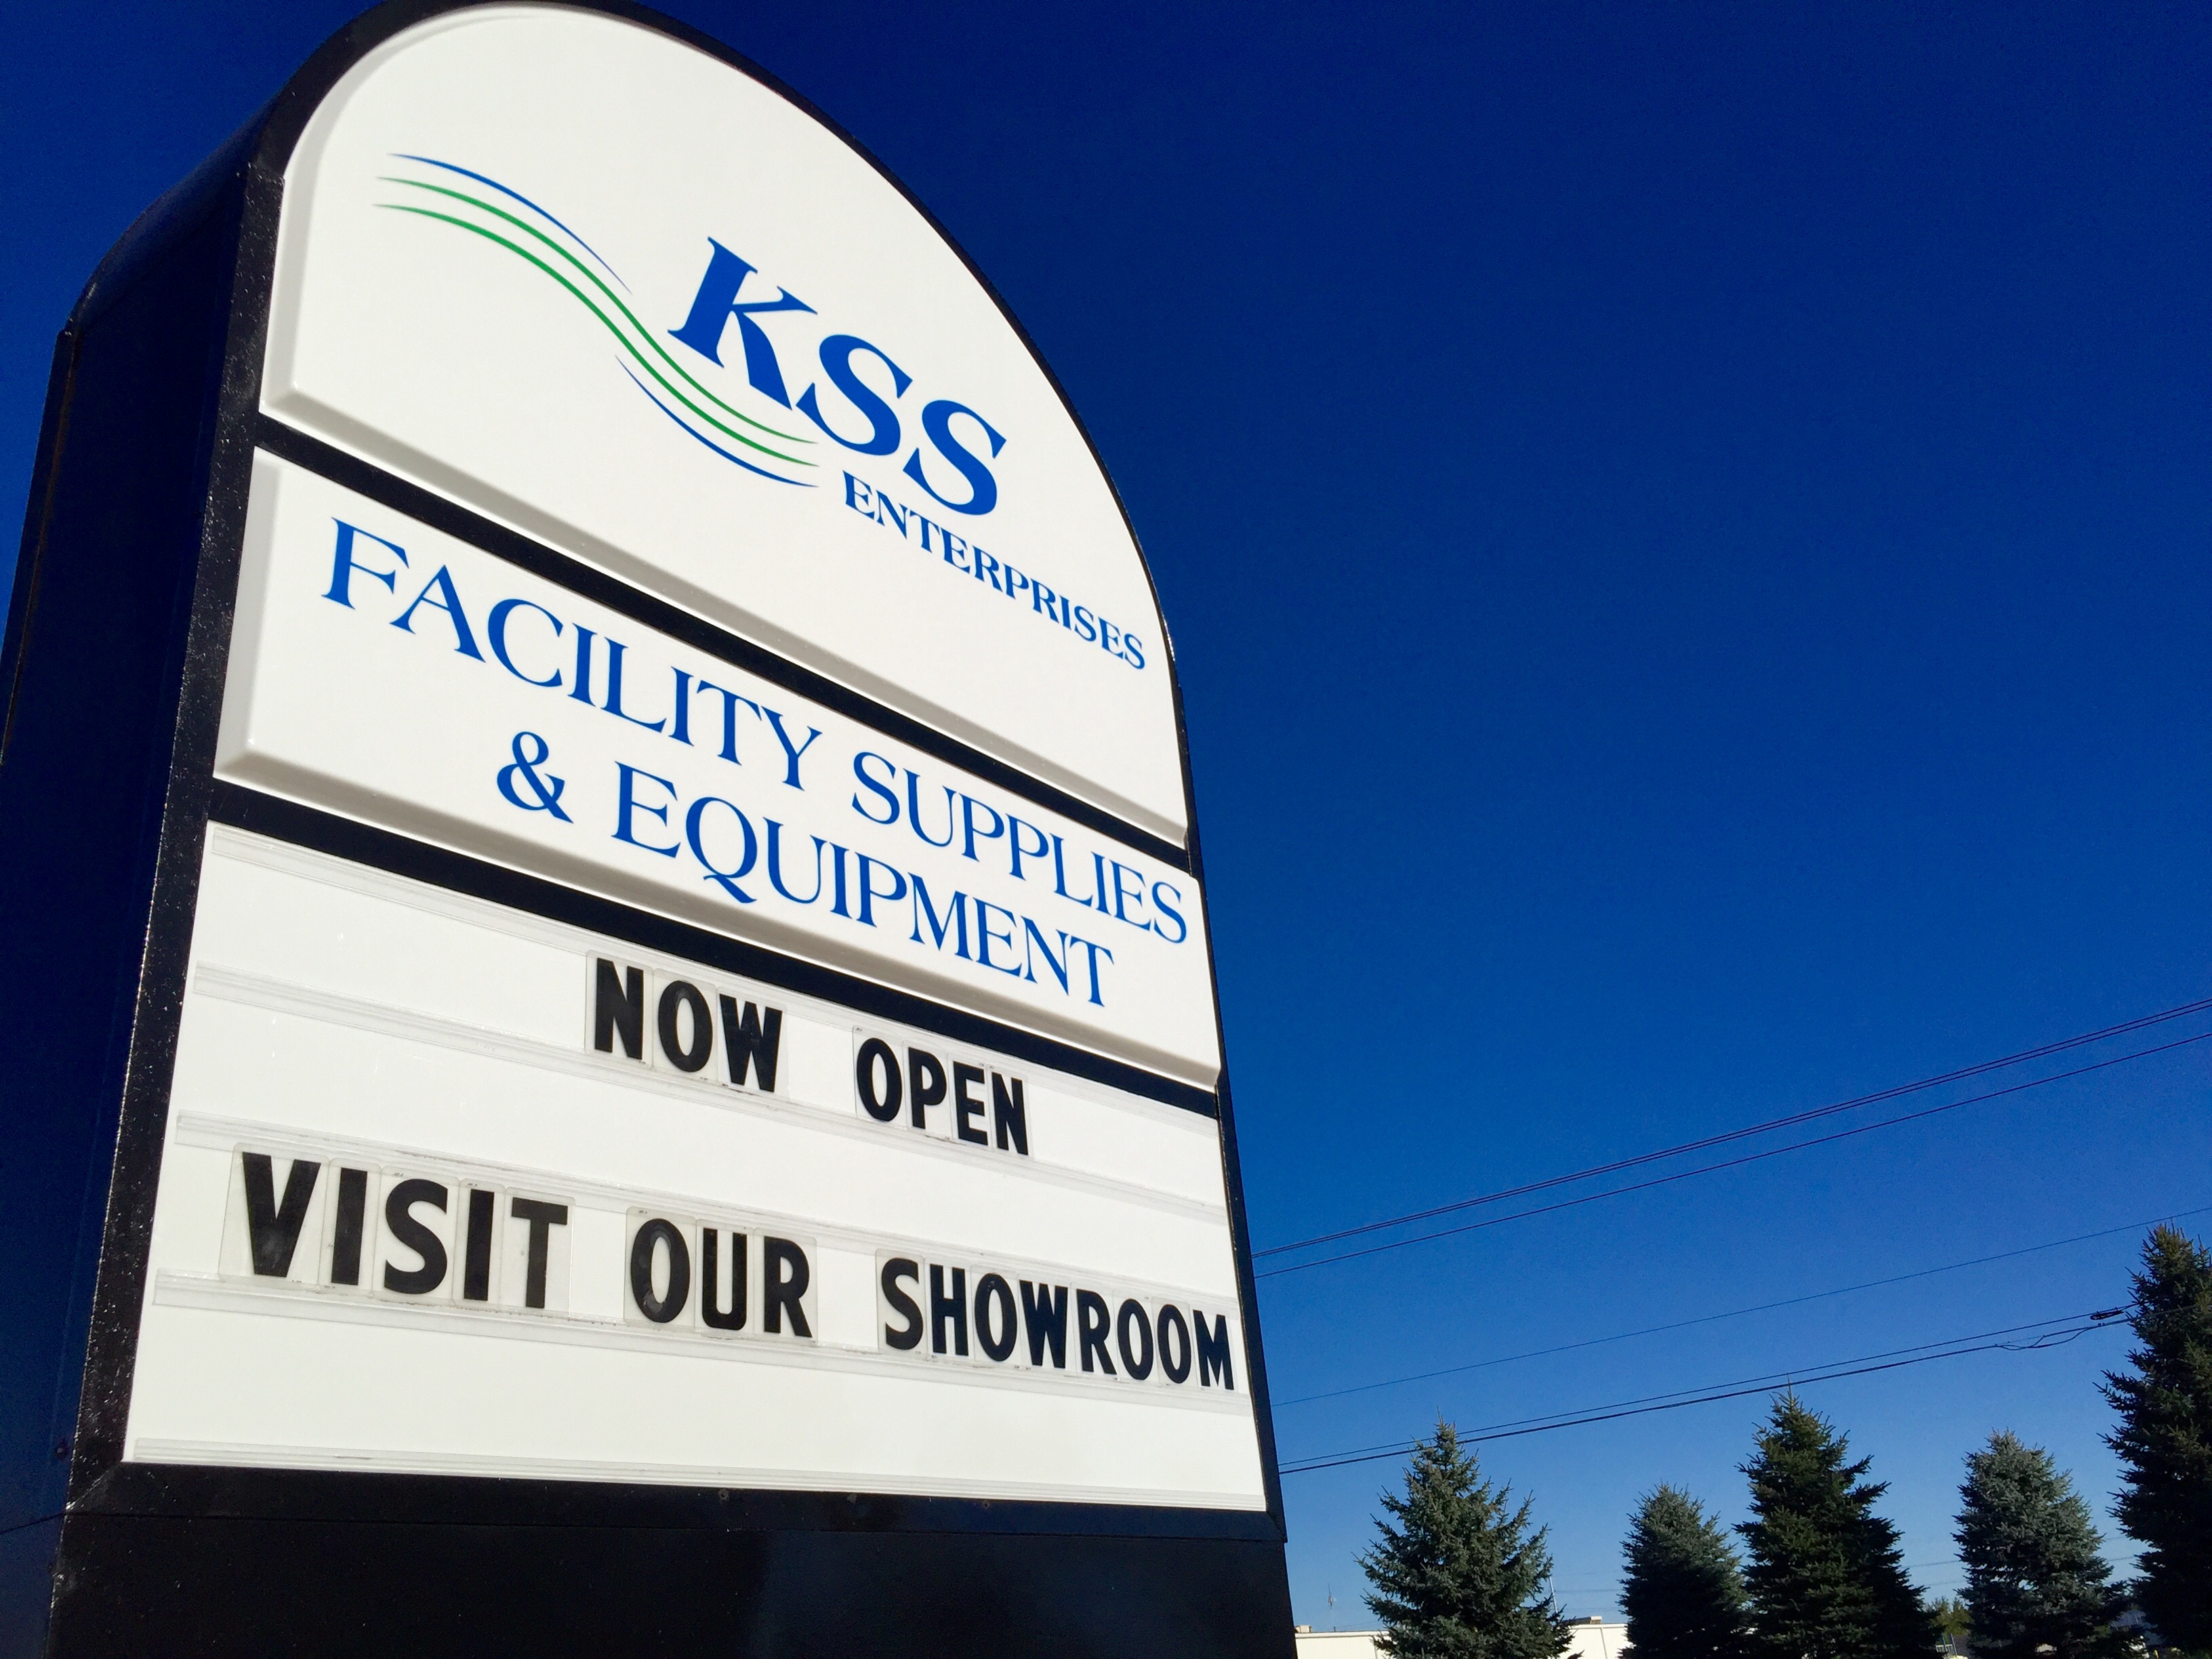 KSS
ENTERPRISES
FACILITY SUPPLIES
& EQUIPMENT
NOW OPEN
VISIT OUR SHOWROOM